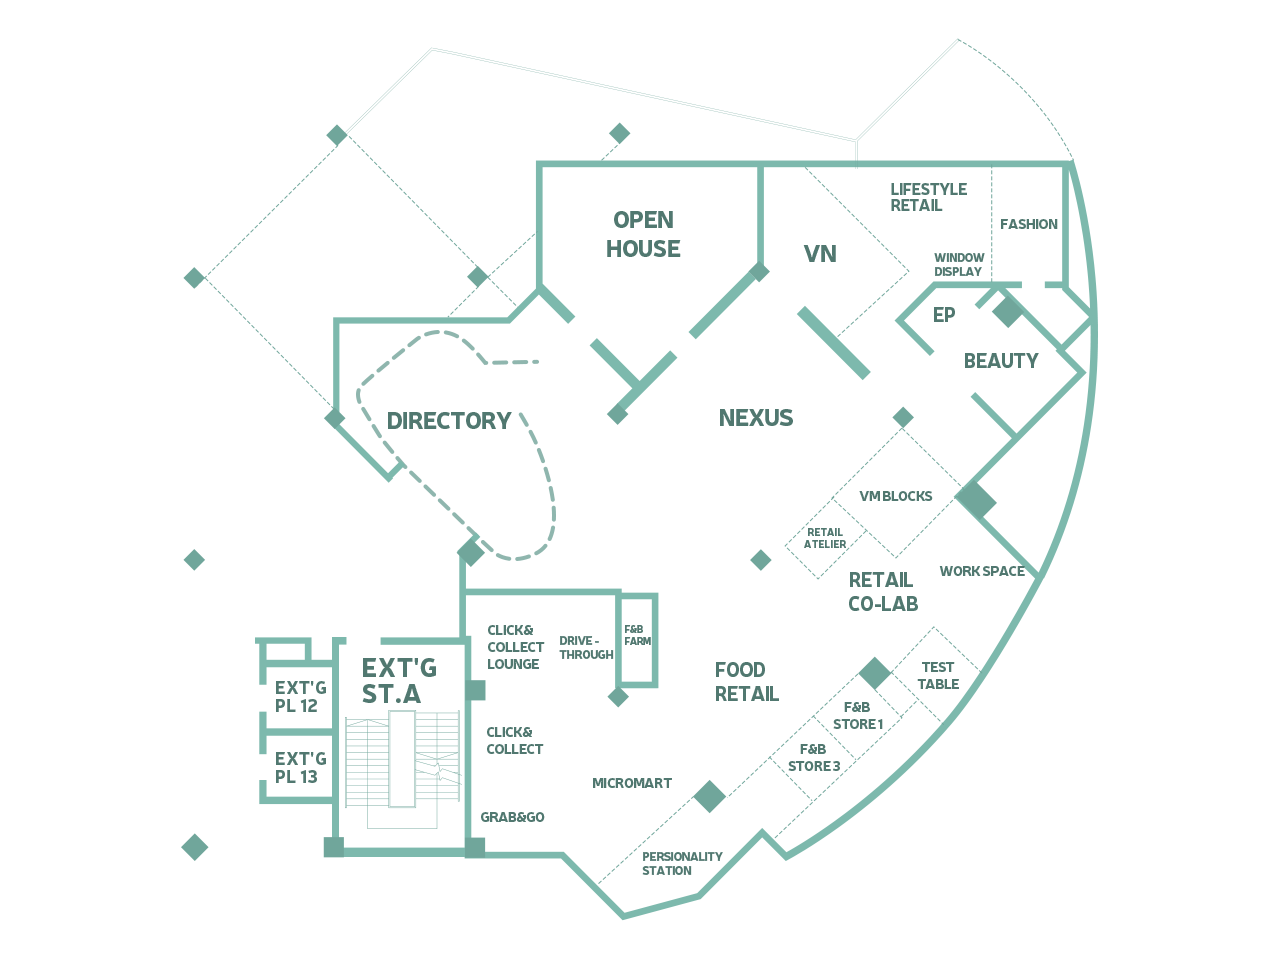 LIFESTYLE
RETAIL
OPEN
HOUSE
FASHION
VN
WINDOW
DISPLAY
EP
BEAUTY
DIRECTORY
NEXUS
VM BLOCKS
RETAIL
ATELIER
WORK SPACE
RETAIL
CO-LAB
CLICK&
COLLECT
LOUNGE
DRIVE -
THROUGH
F&B
FARM
EXT'G
ST.A
FOOD
RETAIL
TEST
TABLE
EXT'G
PL 12
F&B
STORE 1
CLICK&
COLLECT
EXT'G
PL 13
F&B
STORE 3
MICROMART
GRAB&GO
PERSIONALITY
STATION